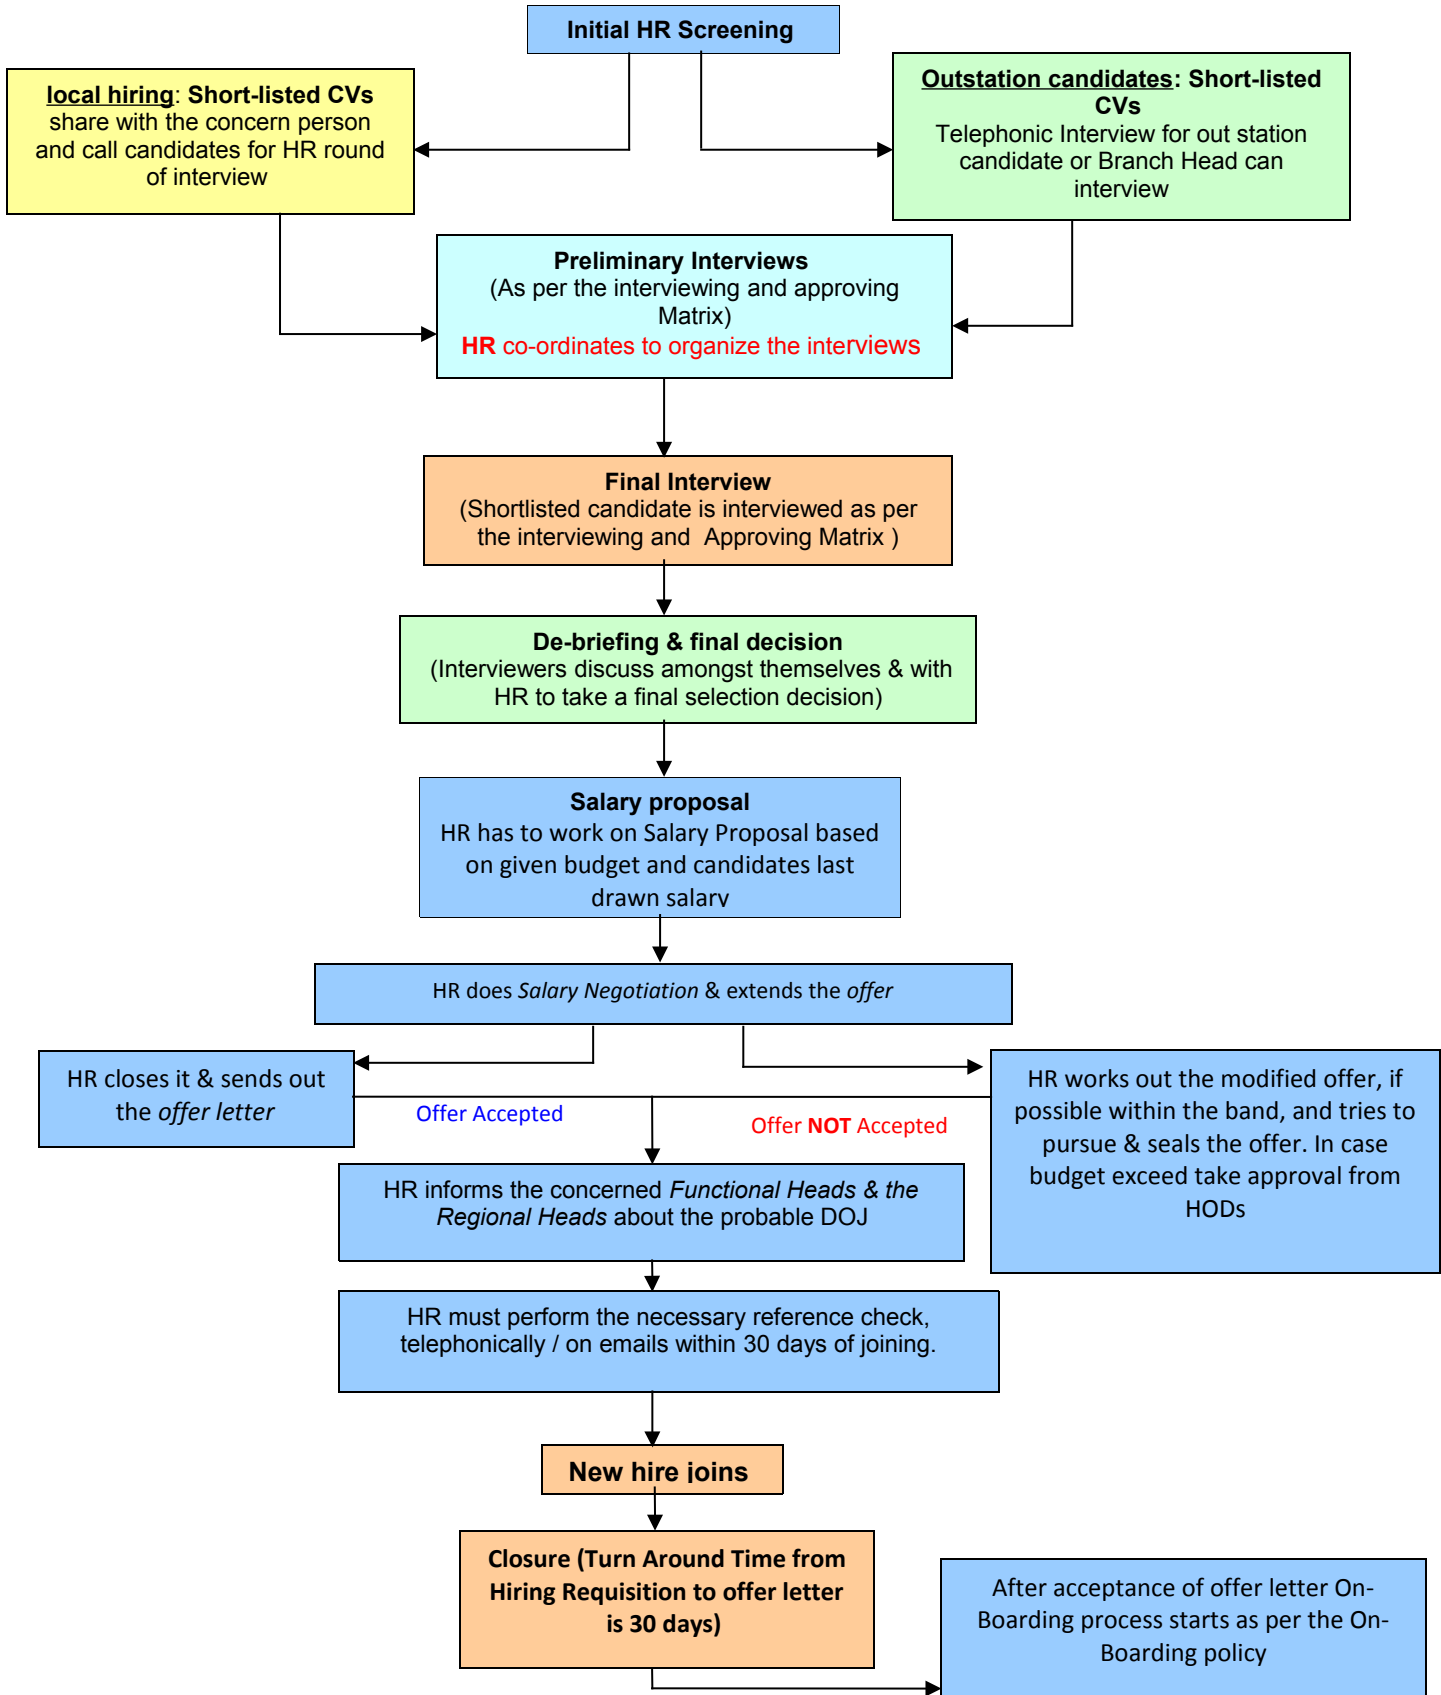 Initial HR Screening
local hiring: Short-listed CVs
share with the concern person
and call candidates for HR round
of interview
Outstation candidates: Short-listed
CVs
Telephonic Interview for out station
candidate or Branch Head can
interview
Preliminary Interviews
(As per the interviewing and approving
Matrix)
HR co-ordinates to organize the interviews
Final Interview
(Shortlisted candidate is interviewed as per
the interviewing and Approving Matrix )
De-briefing & final decision
(Interviewers discuss amongst themselves & with
HR to take a final selection decision)
Salary proposal
HR has to work on Salary Proposal based
on given budget and candidates last
drawn salary
HR does Salary Negotiation & extends the offer
HR closes it & sends out
the offer letter
Offer Accepted
Offer NOT Accepted
HR works out the modified offer, if
possible within the band, and tries to
pursue & seals the offer. In case
budget exceed take approval from
HODs
HR informs the concerned Functional Heads & the
Regional Heads about the probable DOJ
HR must perform the necessary reference check,
telephonically / on emails within 30 days of joining.
New hire joins
Closure (Turn Around Time from
Hiring Requisition to offer letter
is 30 days)
After acceptance of offer letter On-
Boarding process starts as per the On-
Boarding policy